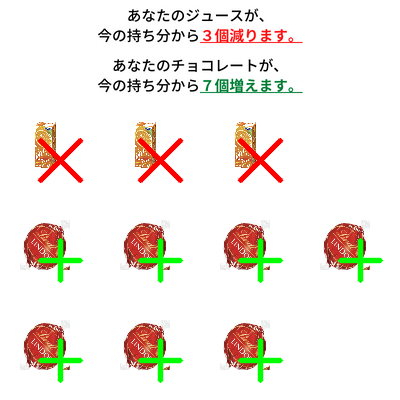 あなたのジュースが、
今の持ち分から３個減ります。
あなたのチョコレートが、
今の持ち分から７個増えます。